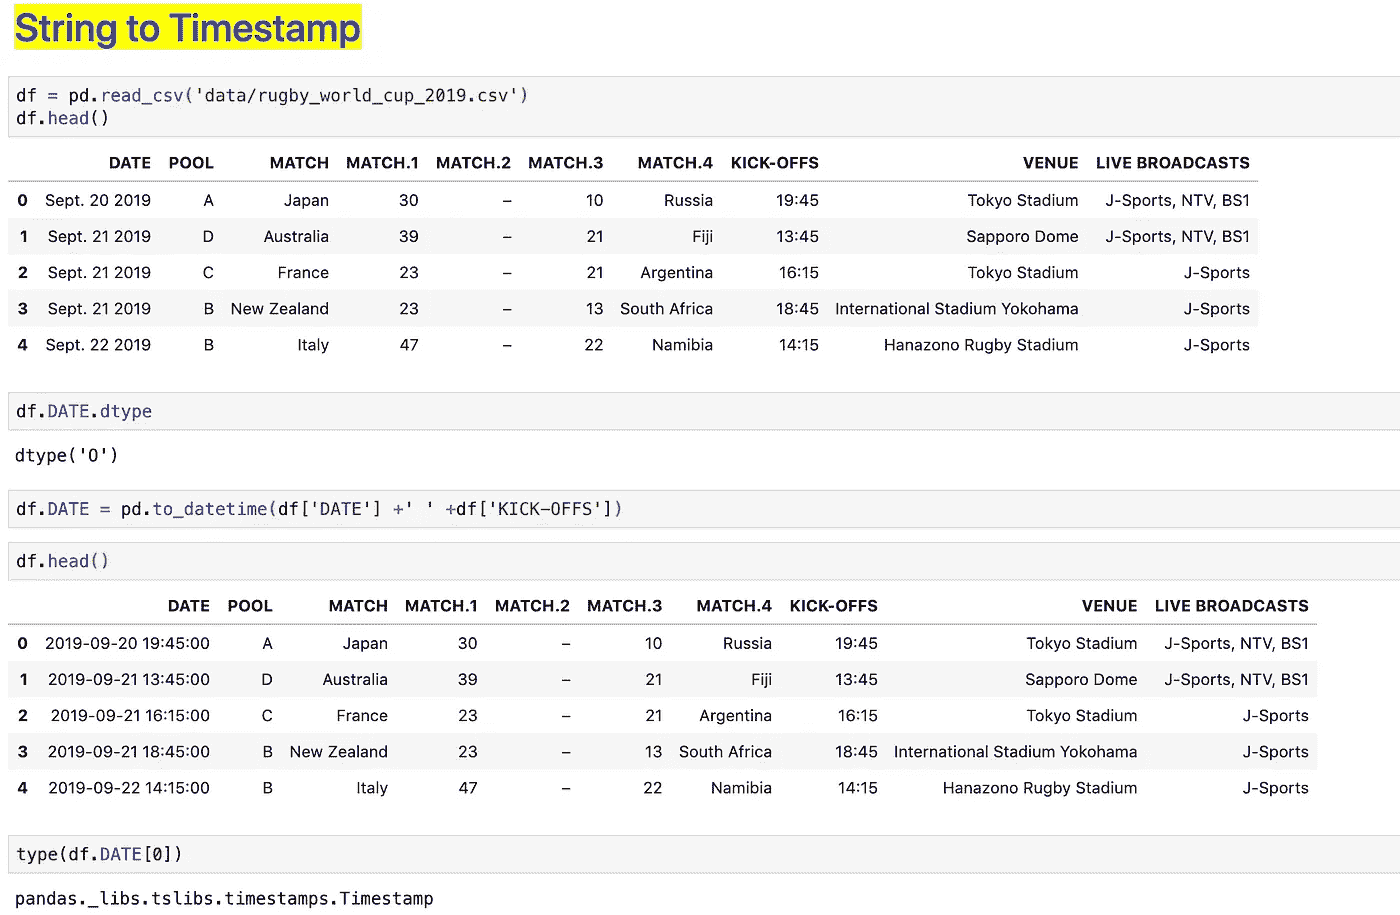 String to Timestamp
df = pd.read_csv('data/rugby_world_cup_2019.csv')
df.head()
DATE POOL MATCH MATCH.1 MATCH.2 MATCH.3 MATCH.4 KICK-OFFS VENUE LIVE BROADCASTS
0 Sept. 20 2019 A Japan 30 – 10 Russia 19:45 Tokyo Stadium J-Sports, NTV, BS1
1 Sept. 21 2019 D Australia 39 – 21 Fiji 13:45 Sapporo Dome J-Sports, NTV, BS1
2 Sept. 21 2019 C France 23 – 21 Argentina 16:15 Tokyo Stadium J-Sports
3 Sept. 21 2019 B New Zealand 23 – 13 South Africa 18:45 International Stadium Yokohama J-Sports
4 Sept. 22 2019 B Italy 47 – 22 Namibia 14:15 Hanazono Rugby Stadium J-Sports
df.DATE.dtype
dtype('O')
df.DATE = pd.to_datetime(df['DATE'] +' ' +df['KICK-OFFS'])
df.head()
DATE POOL MATCH MATCH.1 MATCH.2 MATCH.3 MATCH.4 KICK-OFFS VENUE LIVE BROADCASTS
0 2019-09-20 19:45:00 A Japan 30 – 10 Russia 19:45 Tokyo Stadium J-Sports, NTV, BS1
1 2019-09-21 13:45:00 D Australia 39 – 21 Fiji 13:45 Sapporo Dome J-Sports, NTV, BS1
2 2019-09-21 16:15:00 C France 23 – 21 Argentina 16:15 Tokyo Stadium J-Sports
3 2019-09-21 18:45:00 B New Zealand 23 – 13 South Africa 18:45 International Stadium Yokohama J-Sports
4 2019-09-22 14:15:00 B Italy 47 – 22 Namibia 14:15 Hanazono Rugby Stadium J-Sports
type(df.DATE[0])
pandas._libs.tslibs.timestamps.Timestamp